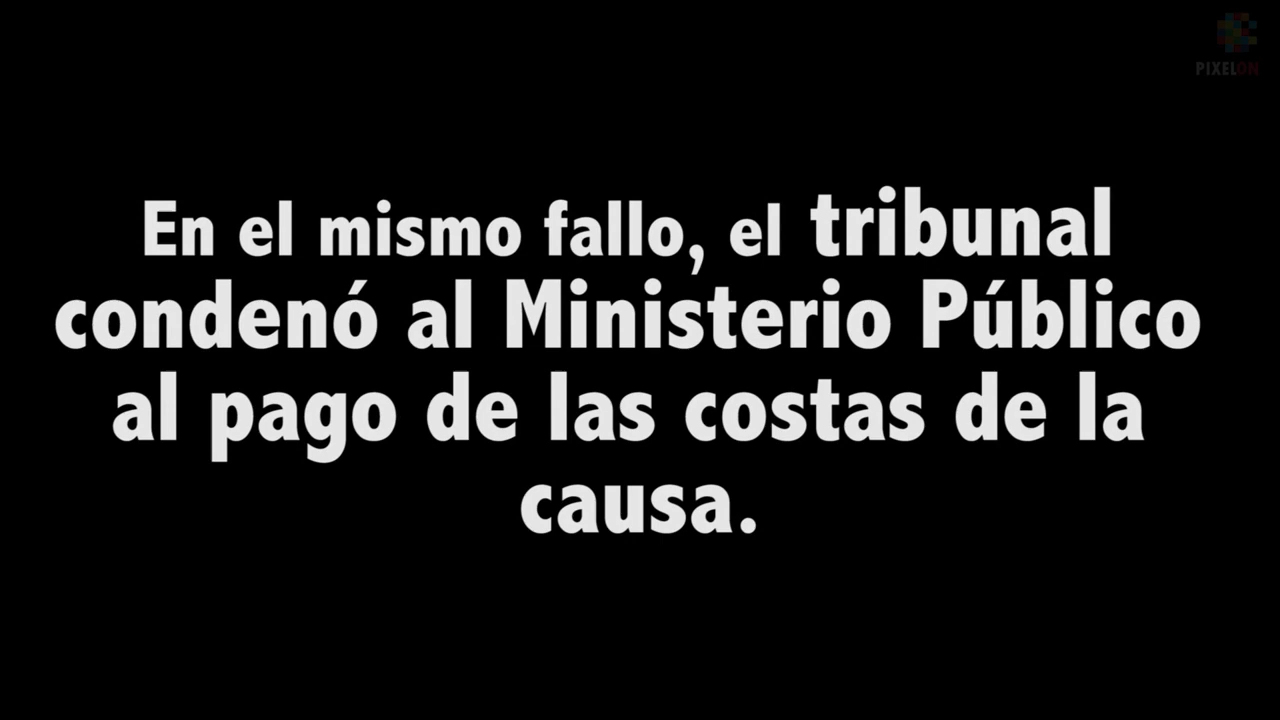 PIXELON
En el mismo fallo, el tribunal
condenó al Ministerio Público
al pago de las costas de la
causa.